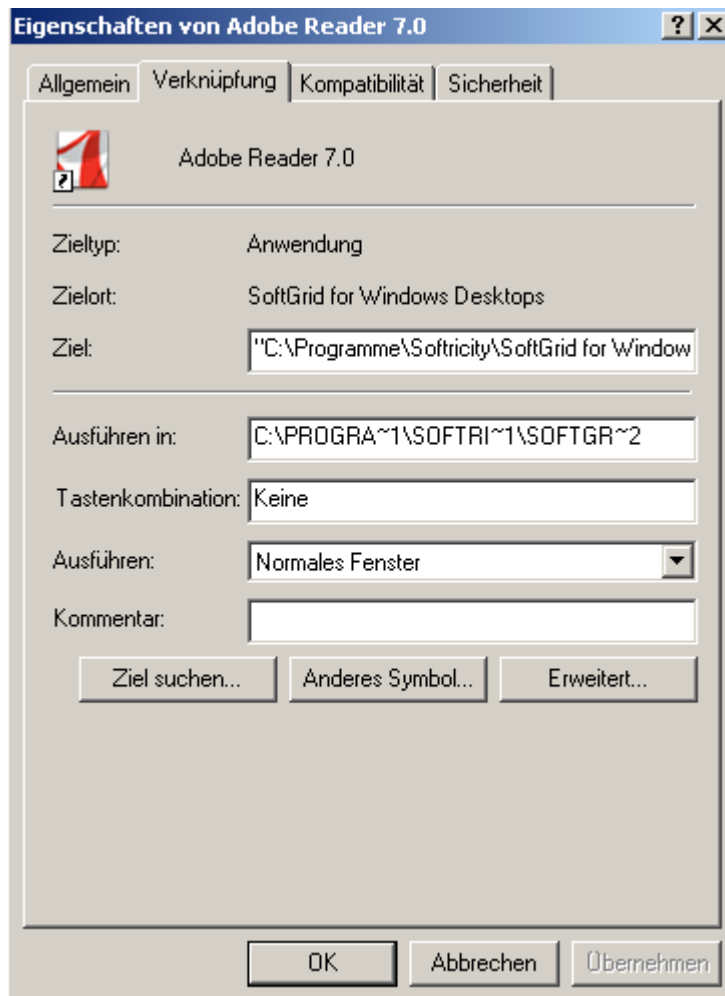 Eigenschaften von Adobe Reader 7.0
Allgemein Verknüpfung Kompatibilität Sicherheit
Adobe Reader 7.0
Zieltyp: Anwendung
Zielort: SoftGrid for Windows Desktops
Ziel: "C:\Programme\Softricity\SoftGrid for Window
Ausführen in: C:\PROGRA~1\SOFTRI~1\SOFTGR~2
Tastenkombination: Keine
Ausführen: Normales Fenster
Kommentar:
Ziel suchen... Anderes Symbol... Erweitert...
OK Abbrechen Übernehmen